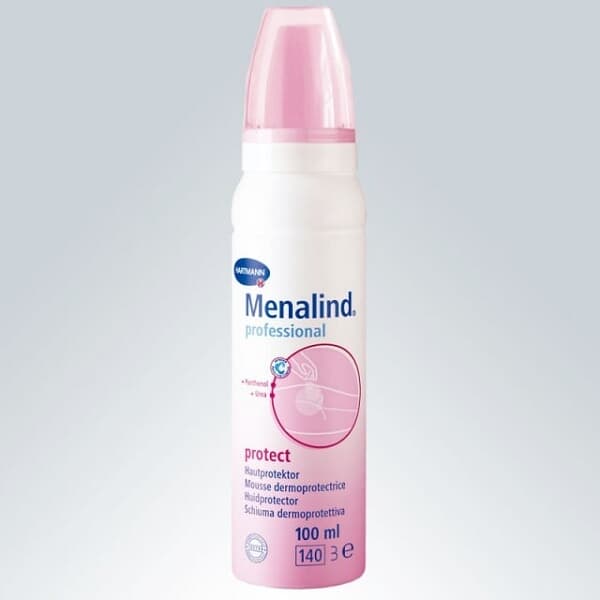 HARTMANN
Menalind®
professional
+ Panthenol
+ Urea
protect
Hautprotektor
Mousse dermoprotectrice
Huidprotector
Schiuma dermoprotettiva
100 ml
140 3 e